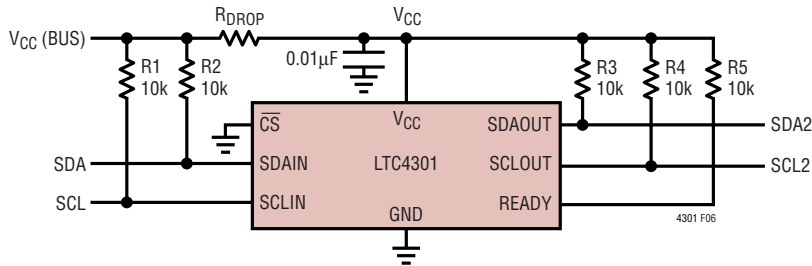 RDROP
VCC
VCC (BUS)
0.01µF
R1
10k
R2
10k
R3
10k
R4
10k
R5
10k
CS
VCC
SDAOUT
SDA2
SDA
SDAIN
LTC4301
SCLOUT
SCL2
SCL
SCLIN
GND
READY
4301 F06